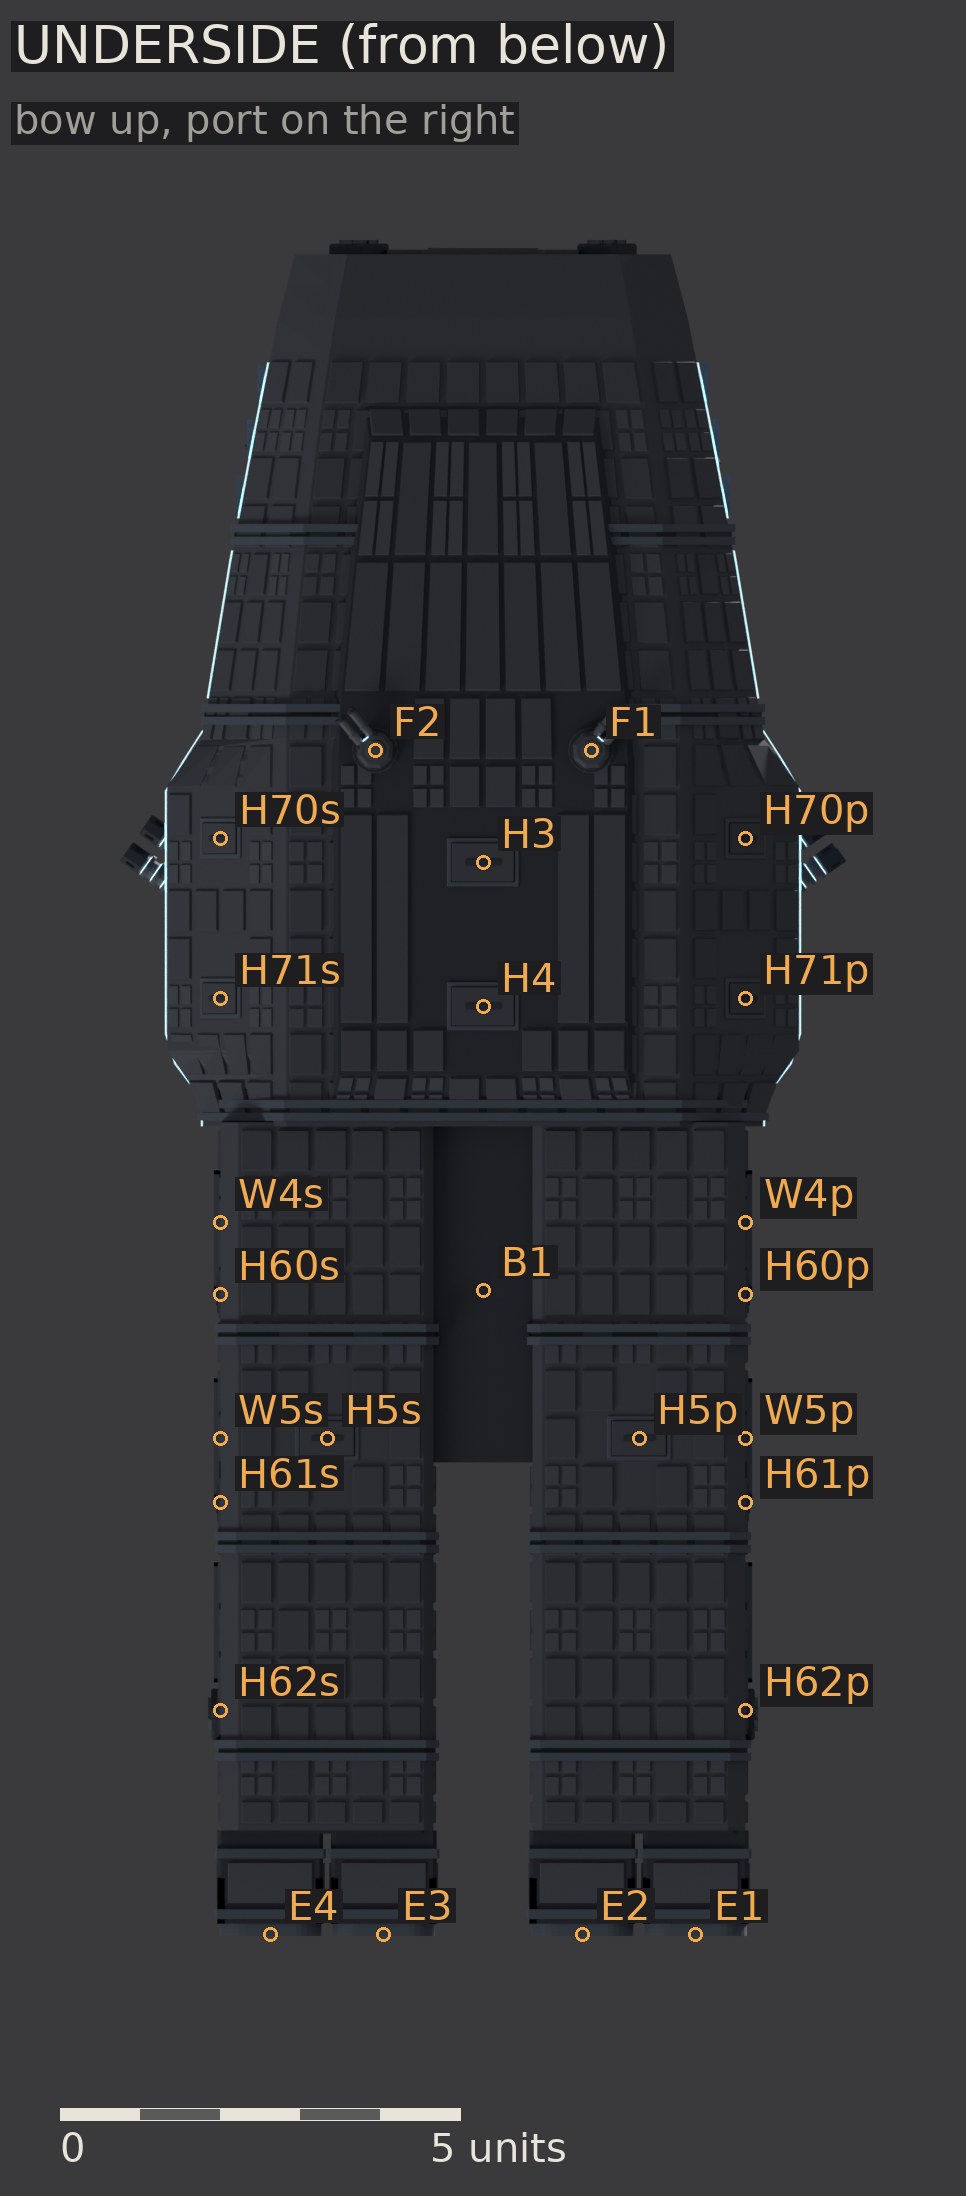 UNDERSIDE (from below)
bow up, port on the right
F2 F1
H70s H70p
H3
H71s H4 H71p
W4s W4p
H60s B1 H60p
W5s H5s H5p W5p
H61s H61p
H62s H62p
E4 E3 E2 E1
0 5 units